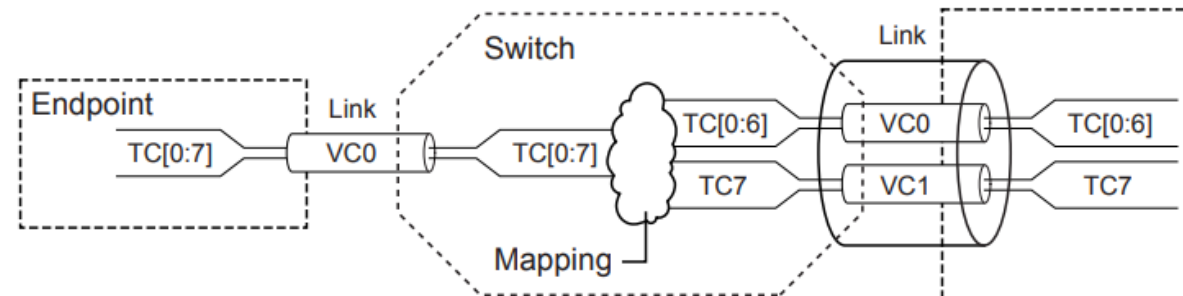 Endpoint
TC[0:7]
Link
VC0
Switch
TC[0:7]
Mapping
TC[0:6]
TC7
Link
VC0
VC1
TC[0:6]
TC7